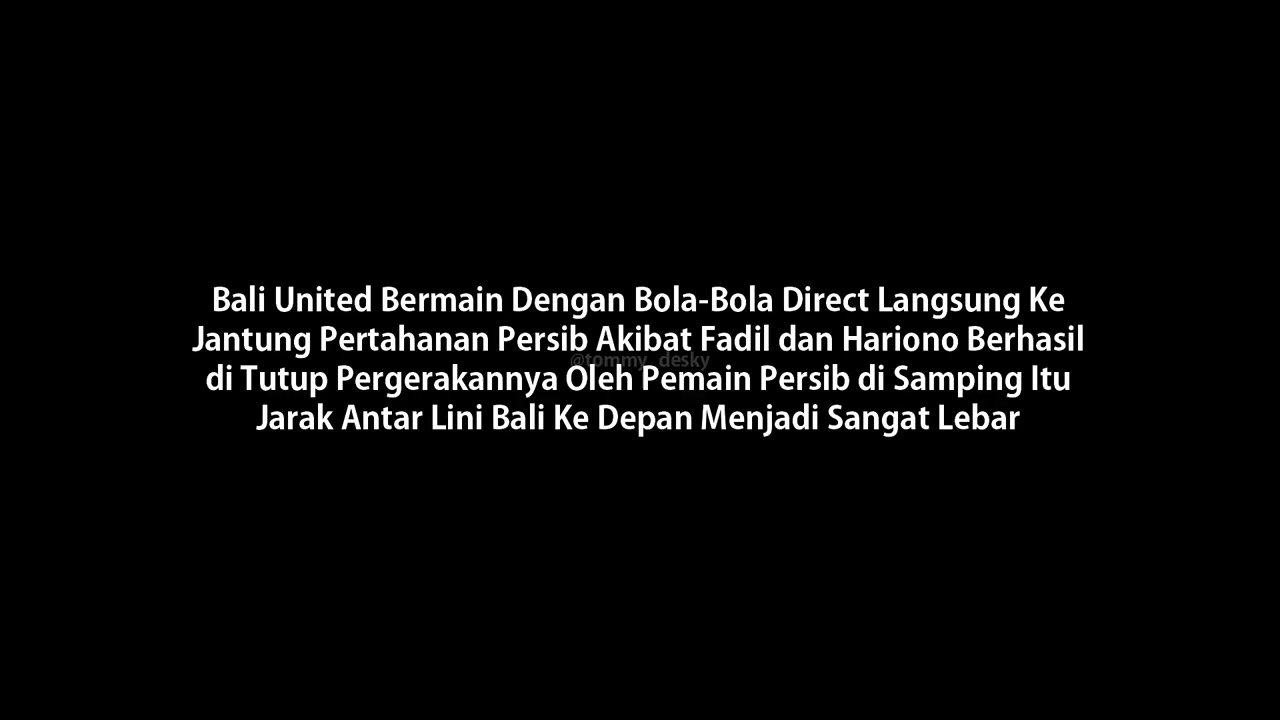 Bali United Bermain Dengan Bola-Bola Direct Langsung Ke
Jantung Pertahanan Persib Akibat Fadil dan Hariono Berhasil
@tommy_desky
di Tutup Pergerakannya Oleh Pemain Persib di Samping Itu
Jarak Antar Lini Bali Ke Depan Menjadi Sangat Lebar